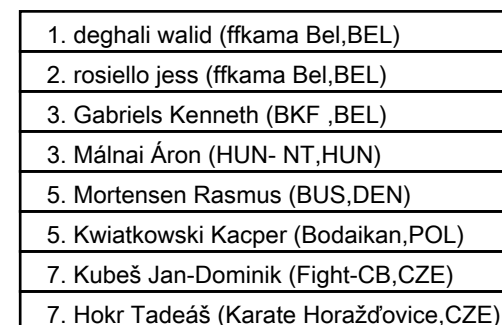 1. deghali walid (ffkama Bel,BEL)
2. rosiello jess (ffkama Bel,BEL)
3. Gabriels Kenneth (BKF ,BEL)
3. Málnai Áron (HUN- NT,HUN)
5. Mortensen Rasmus (BUS,DEN)
5. Kwiatkowski Kacper (Bodaikan,POL)
7. Kubeš Jan-Dominik (Fight-CB,CZE)
7. Hokr Tadeáš (Karate Horažďovice,CZE)